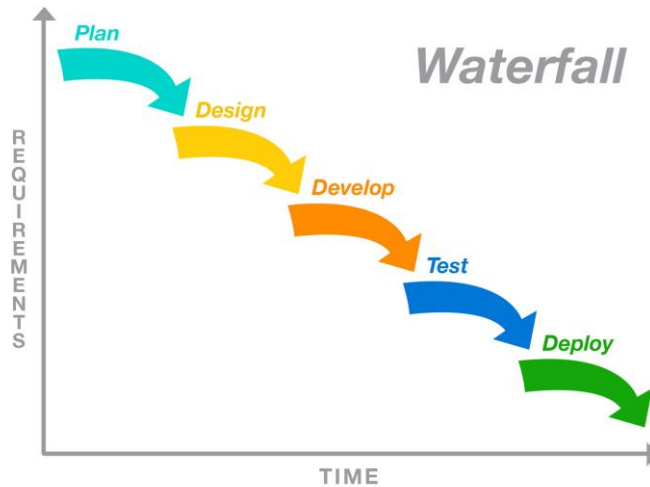 Plan
Waterfall
Design
Develop
Test
Deploy
REQUIREMENTS
TIME